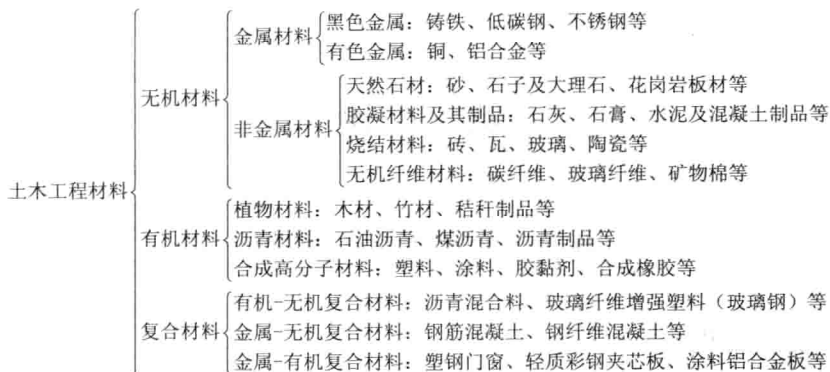 黑色金属：铸铁、低碳钢、不锈钢等
金属材料
有色金属：铜、铝合金等
天然石材：砂、石子及大理石、花岗岩板材等
无机材料
胶凝材料及其制品：石灰、石膏、水泥及混凝土制品等
非金属材料
烧结材料：砖、瓦、玻璃、陶瓷等
无机纤维材料：碳纤维、玻璃纤维、矿物棉等
土木工程材料
植物材料：木材、竹材、秸秆制品等
有机材料
沥青材料：石油沥青、煤沥青、沥青制品等
合成高分子材料：塑料、涂料、胶黏剂、合成橡胶等
有机-无机复合材料：沥青混合料、玻璃纤维增强塑料（玻璃钢）等
复合材料
金属-无机复合材料：钢筋混凝土、钢纤维混凝土等
金属-有机复合材料：塑钢门窗、轻质彩钢夹芯板、涂料铝合金板等